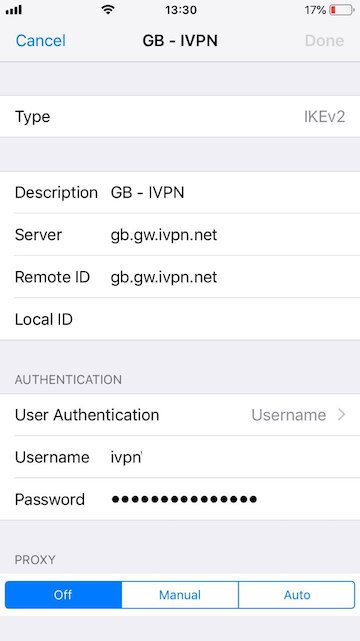 13:30 17%
Cancel GB - IVPN Done
Type IKEv2
Description GB - IVPN
Server gb.gw.ivpn.net
Remote ID gb.gw.ivpn.net
Local ID
AUTHENTICATION
User Authentication Username
Username ivpn
Password ●●●●●●●●●●●●●●●
PROXY
Off Manual Auto